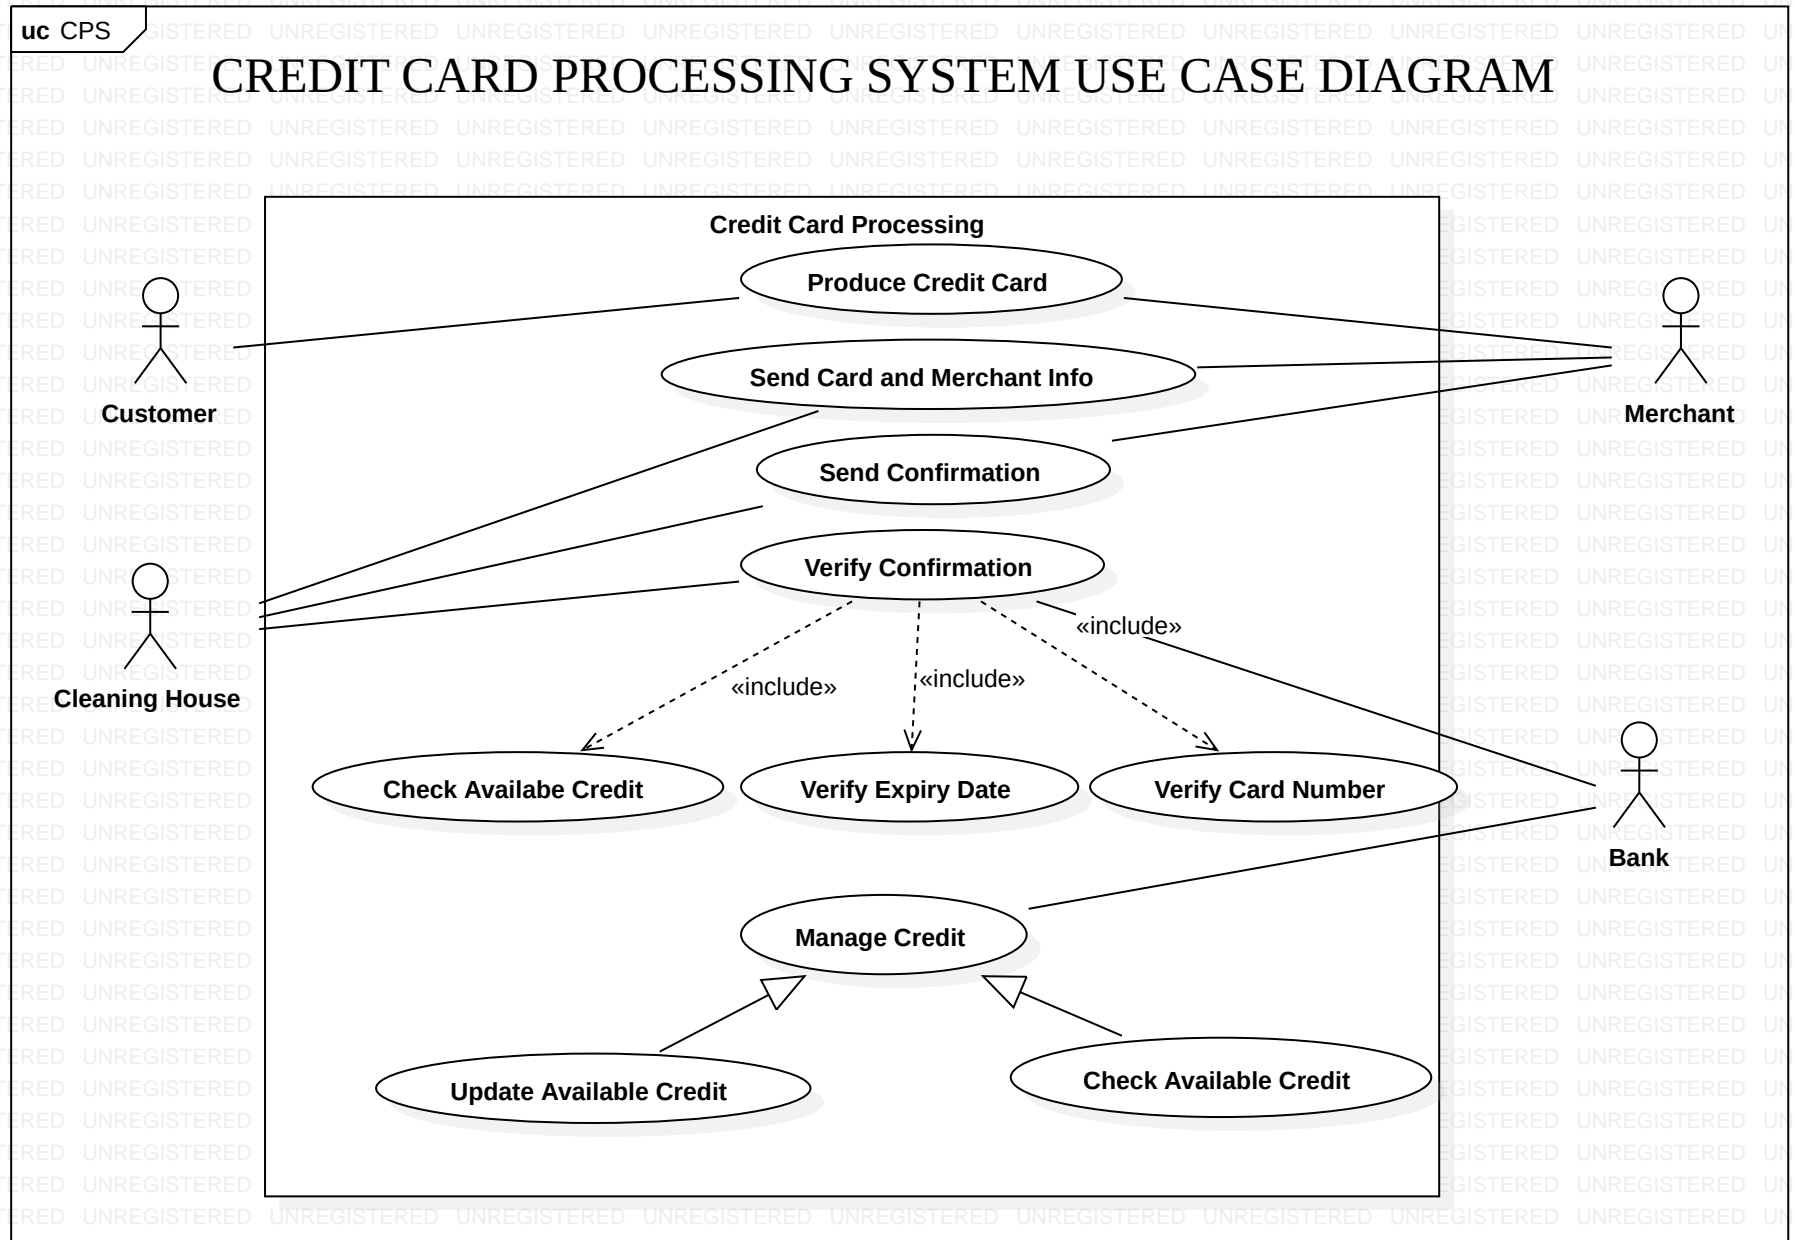 uc CPS
CREDIT CARD PROCESSING SYSTEM USE CASE DIAGRAM
Credit Card Processing
Produce Credit Card
Send Card and Merchant Info
Customer
Merchant
Send Confirmation
Verify Confirmation
«include»
«include»
«include»
Cleaning House
Check Availabe Credit
Verify Expiry Date
Verify Card Number
Bank
Manage Credit
Update Available Credit
Check Available Credit
UNREGISTERED